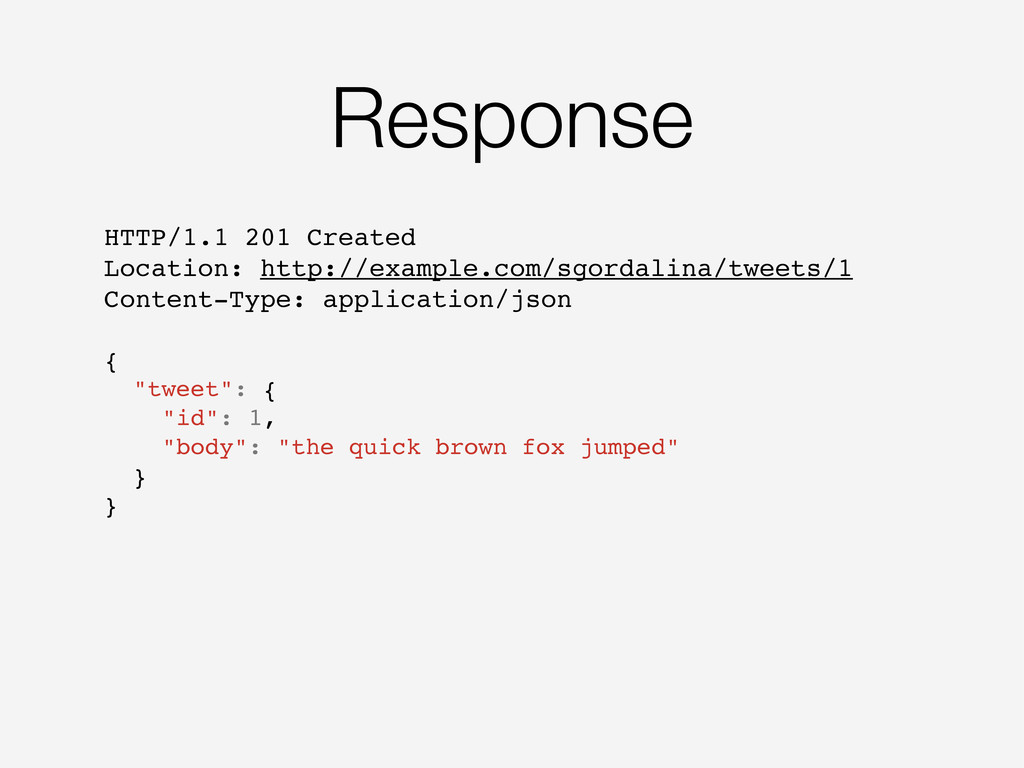 Response
HTTP/1.1 201 Created
Location: http://example.com/sgordalina/tweets/1
Content-Type: application/json
{
"tweet": {
"id": 1,
"body": "the quick brown fox jumped"
}
}